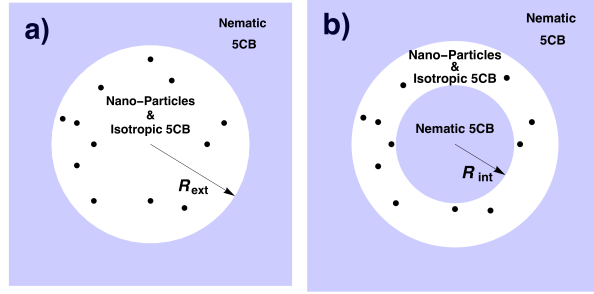 a)
Nematic
5CB
Nano−Particles
&
Isotropic 5CB
R ext
b)
Nematic
5CB
Nano−Particles
&
Isotropic 5CB
Nematic 5CB
R int